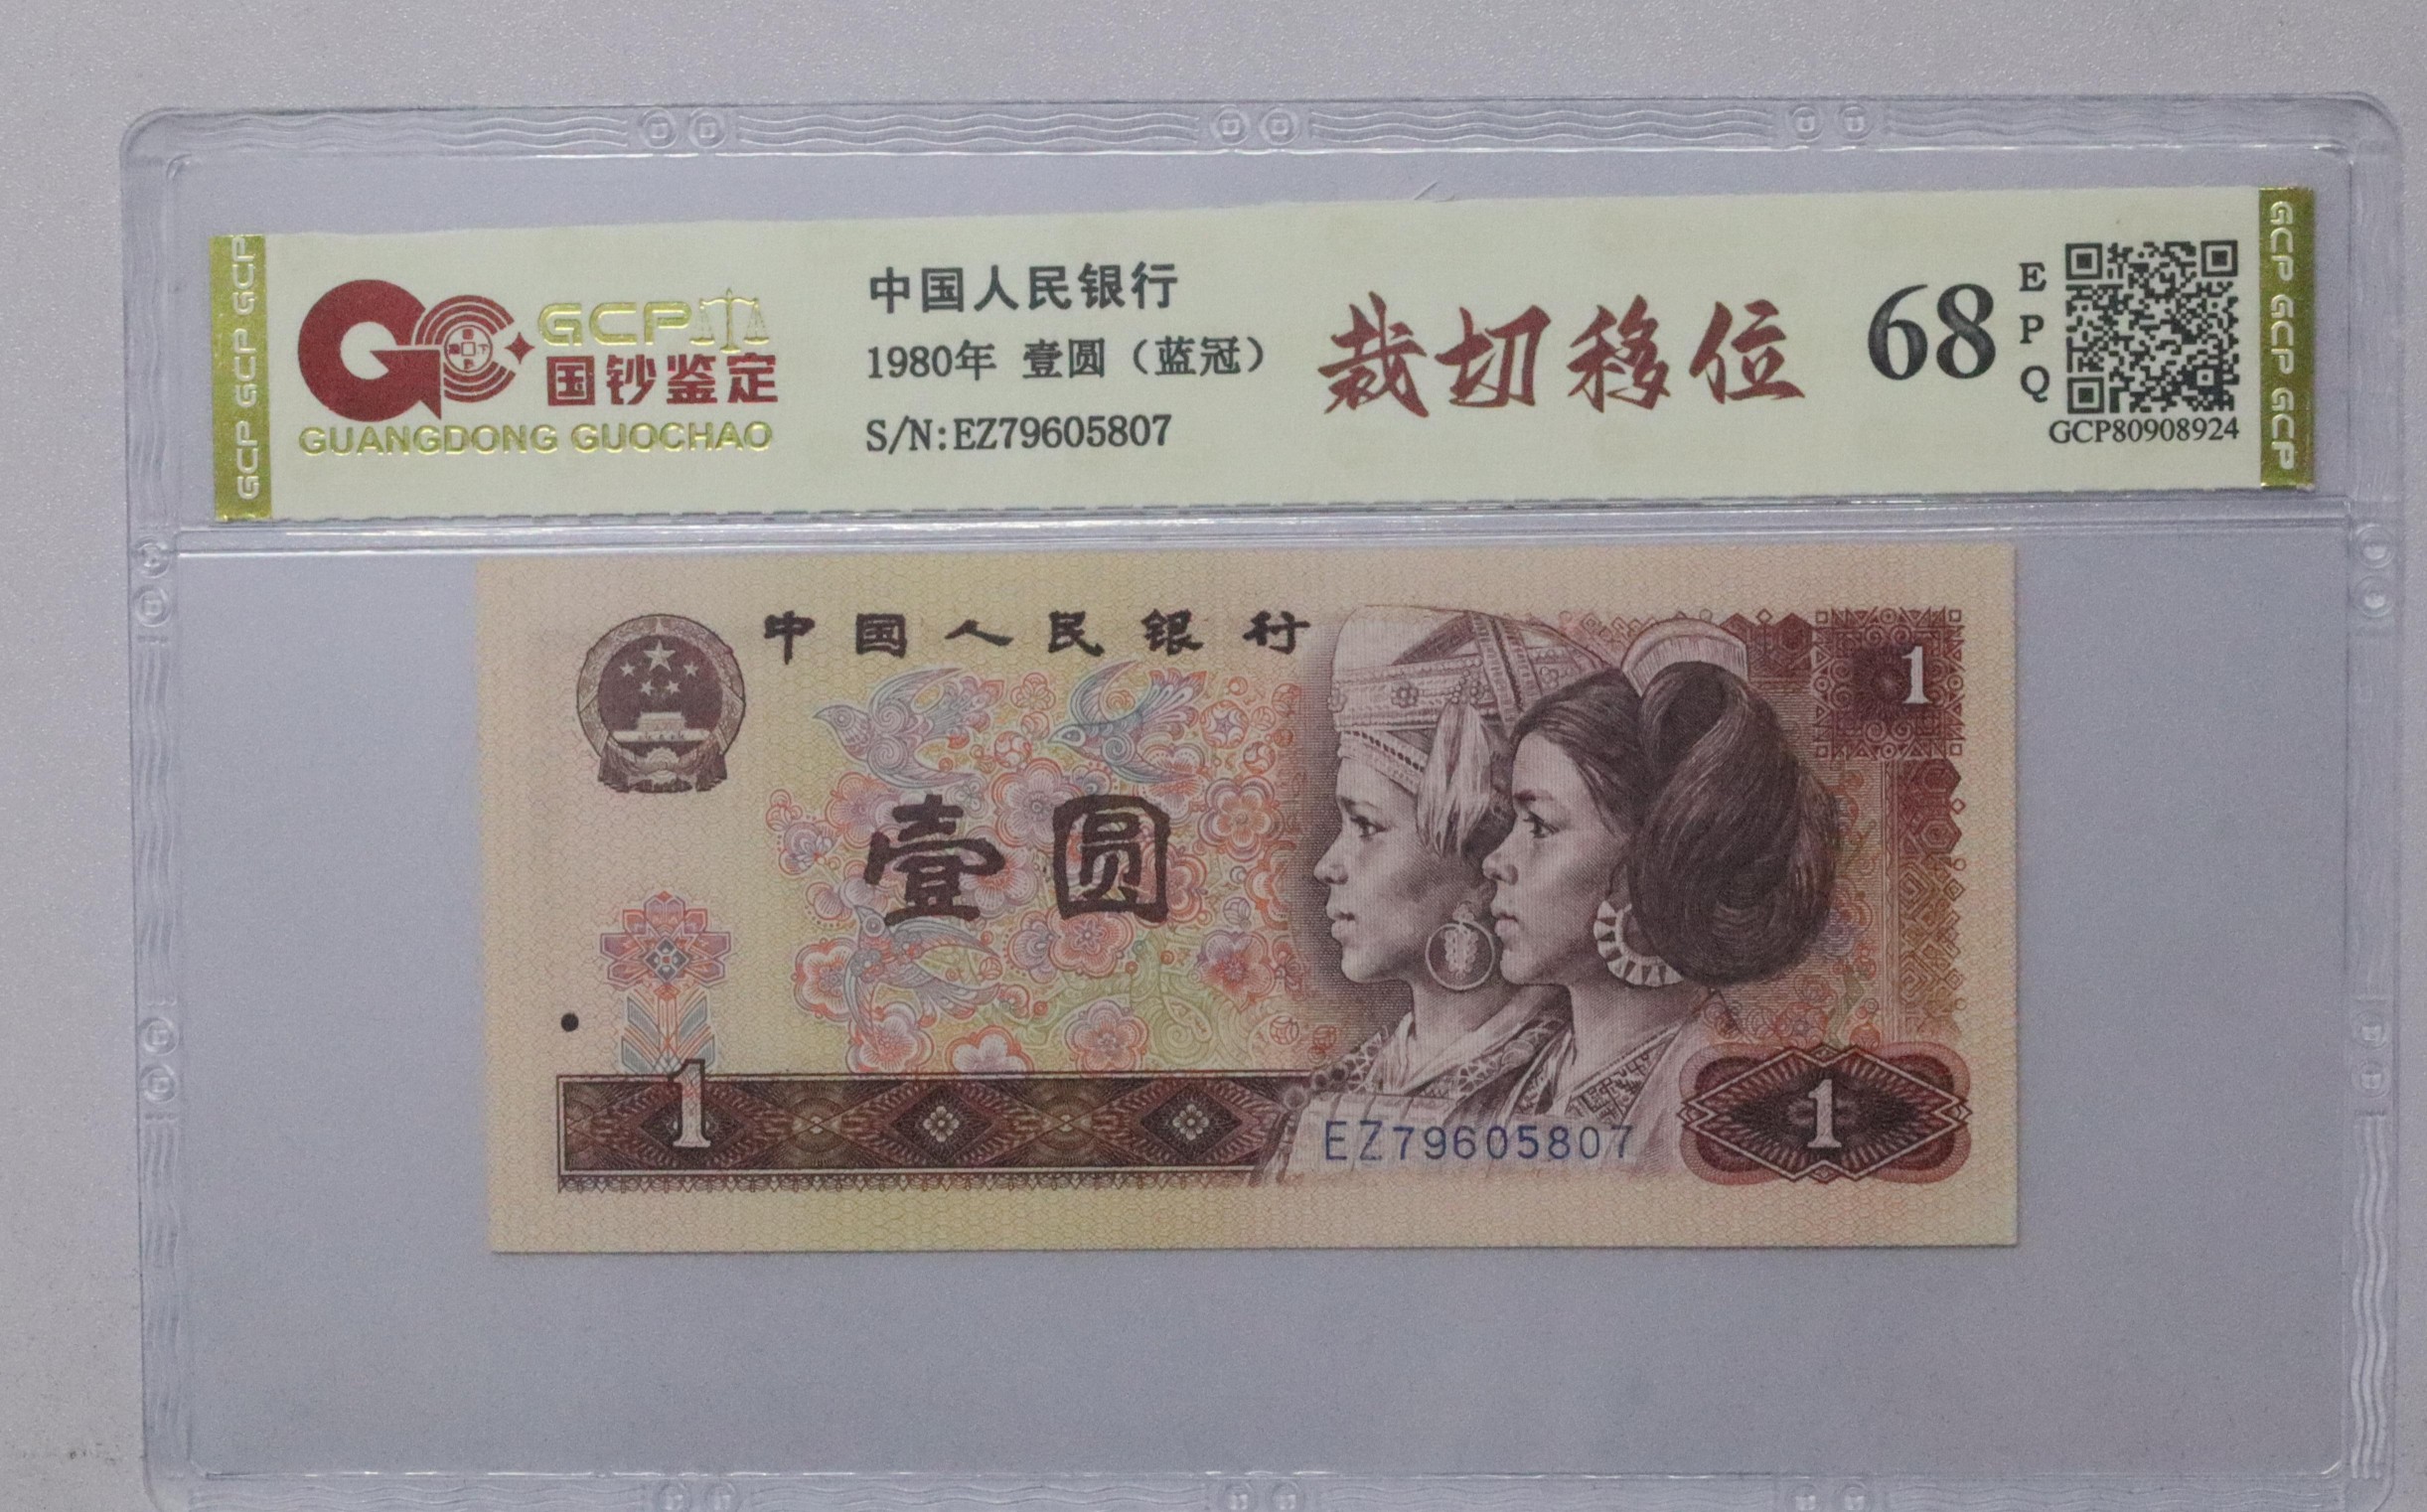 GCP GCP GCP
GCP
国钞鉴定
GUANGDONG GUOCHAO
中国人民银行
1980年 壹圆（蓝冠）
S/N:EZ79605807
裁切移位
68
E
P
Q
GCP80908924
GCP GCP GCP
中国人民银行
1
壹圆
1
EZ79605807
1